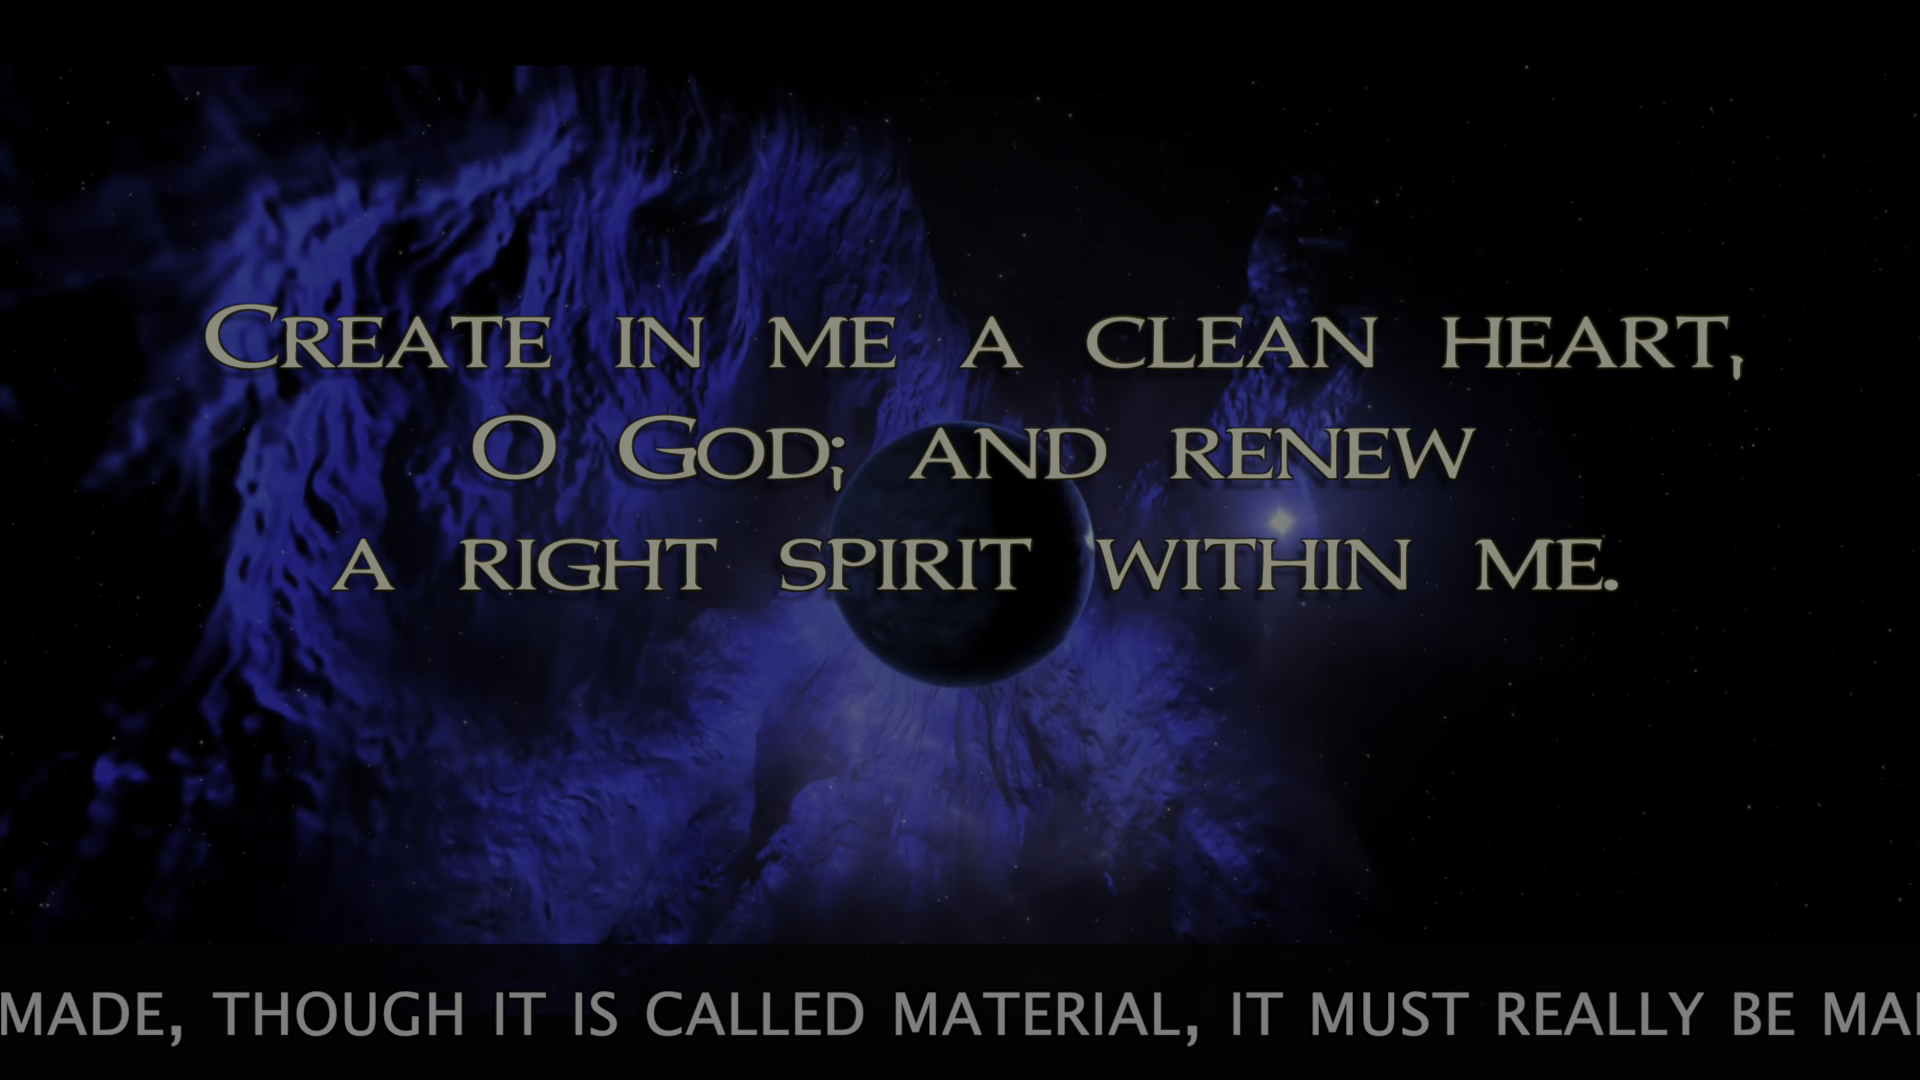 Create in me a clean heart,
O God; and renew
a right spirit within me.
MADE, THOUGH IT IS CALLED MATERIAL, IT MUST REALLY BE